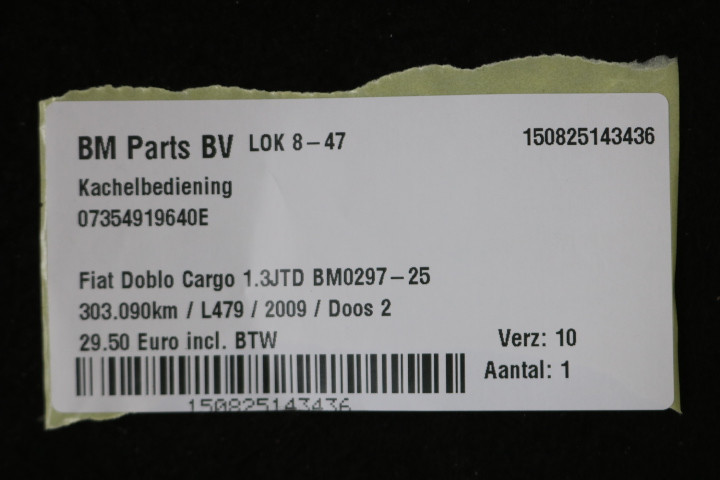 BM Parts BV LOK 8-47 150825143436
Kachelbediening
07354919640E
Fiat Doblo Cargo 1.3JTD BM0297-25
303.090km / L479 / 2009 / Doos 2
29.50 Euro incl. BTW Verz: 10
Aantal: 1
150825143436